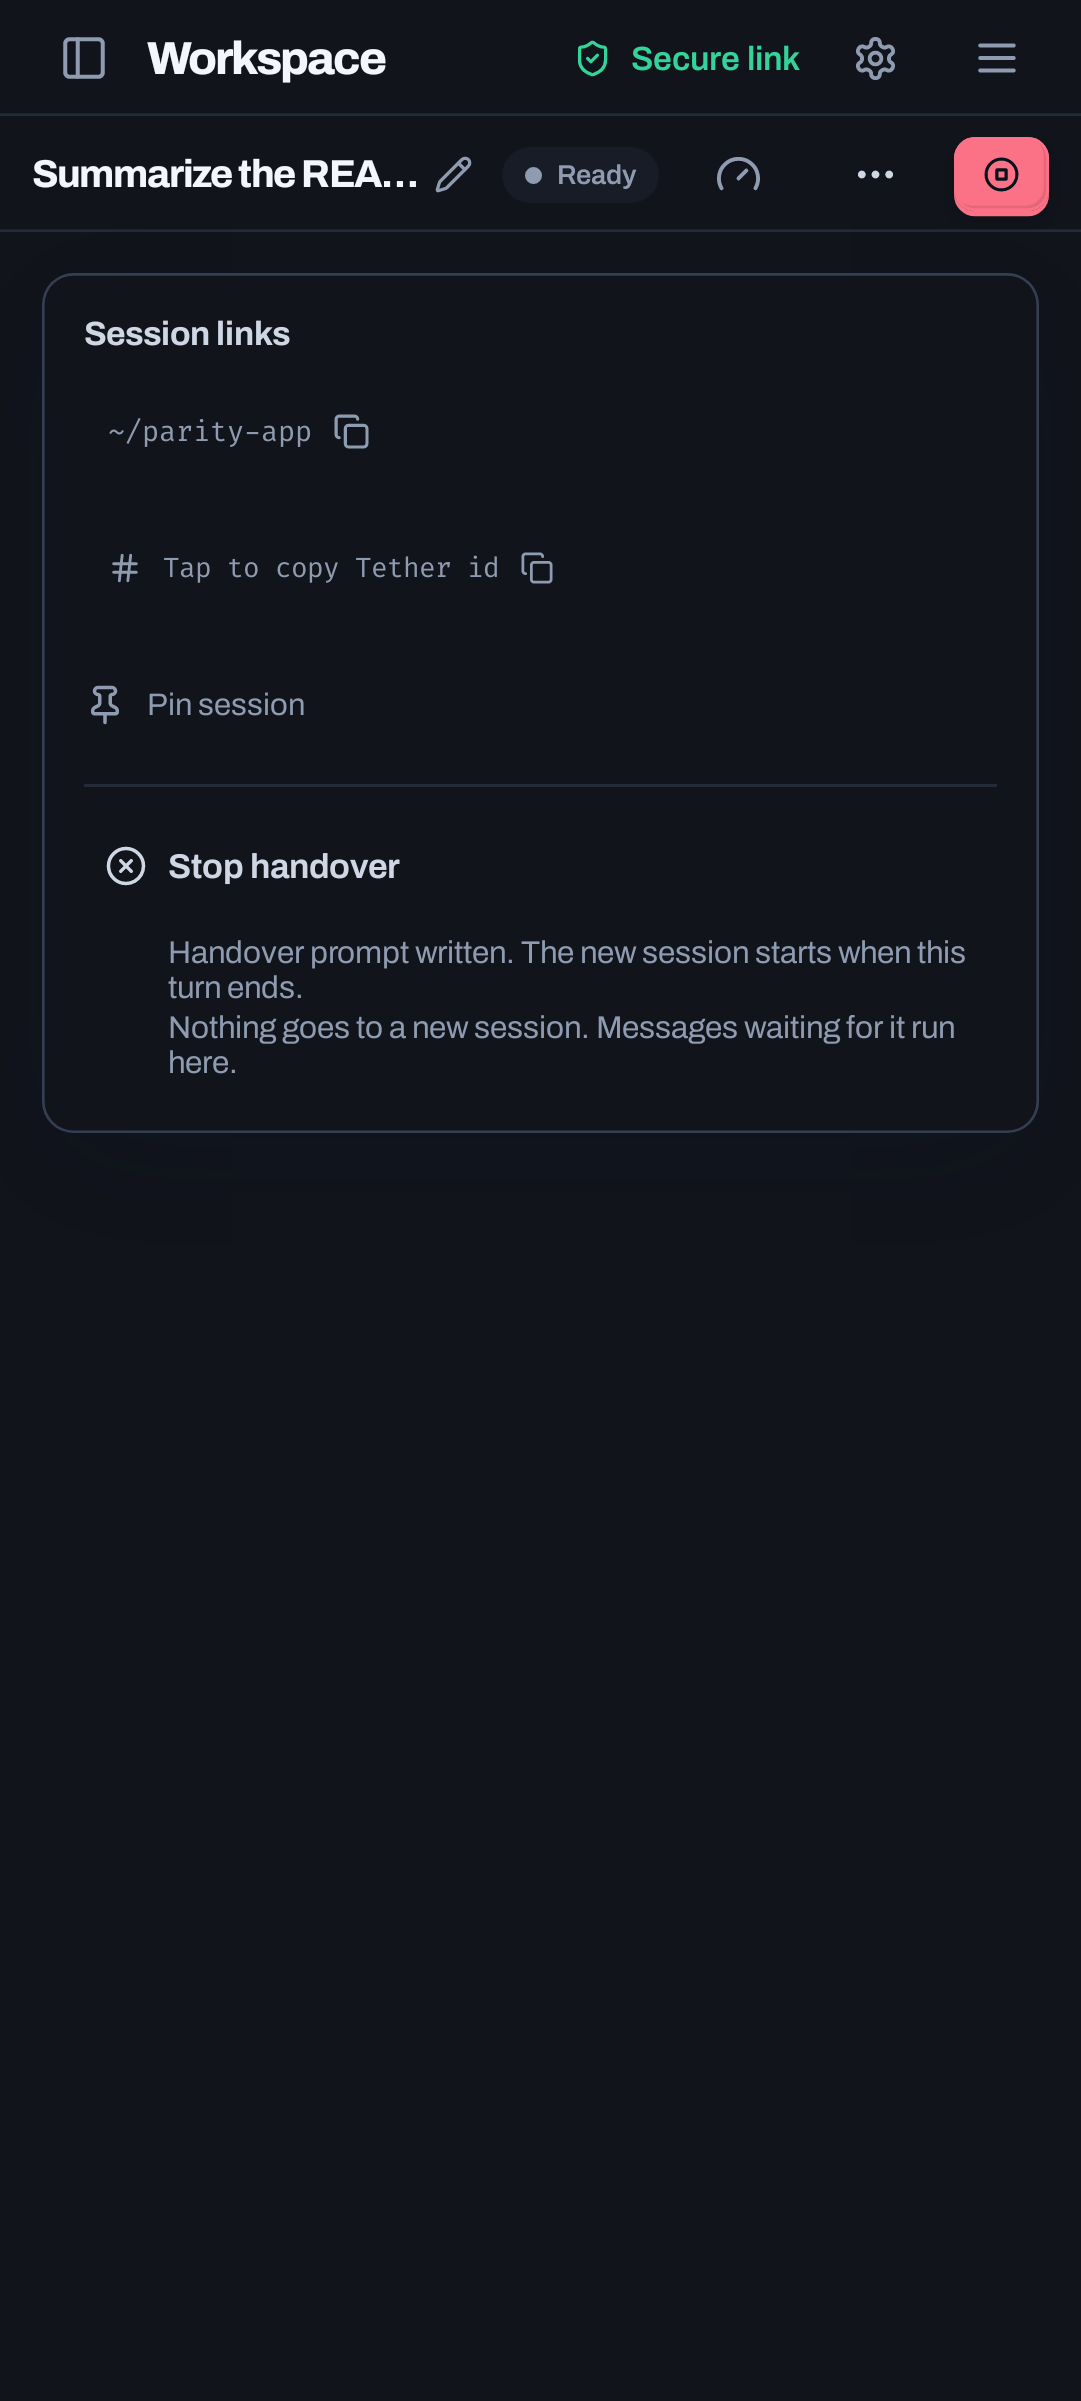 Workspace
Secure link
Summarize the REA...
Ready
Session links
~/parity-app
# Tap to copy Tether id
Pin session
Stop handover
Handover prompt written. The new session starts when this
turn ends.
Nothing goes to a new session. Messages waiting for it run
here.